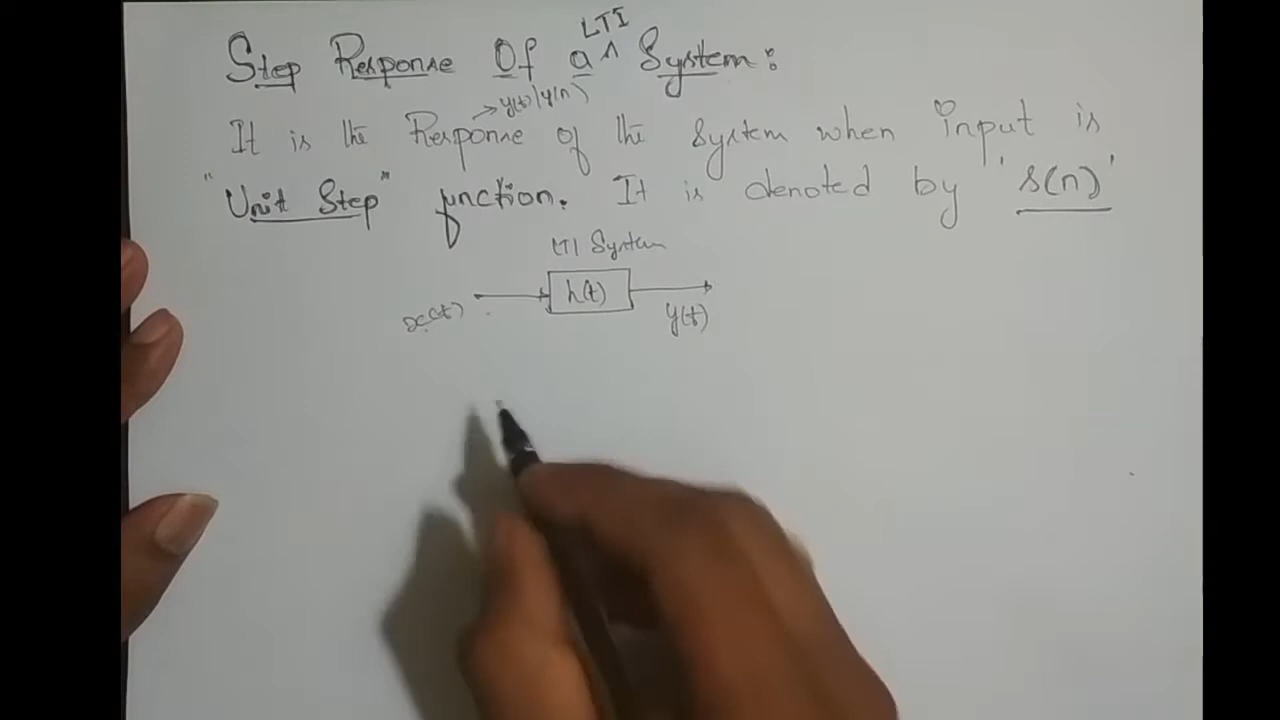 Step Response Of a ^ LTI System:
→ y(t)/y(n)
It is the Response of the system when input is
"Unit Step" function. It is denoted by 's(n)'
LTI System
x(t) h(t) y(t)